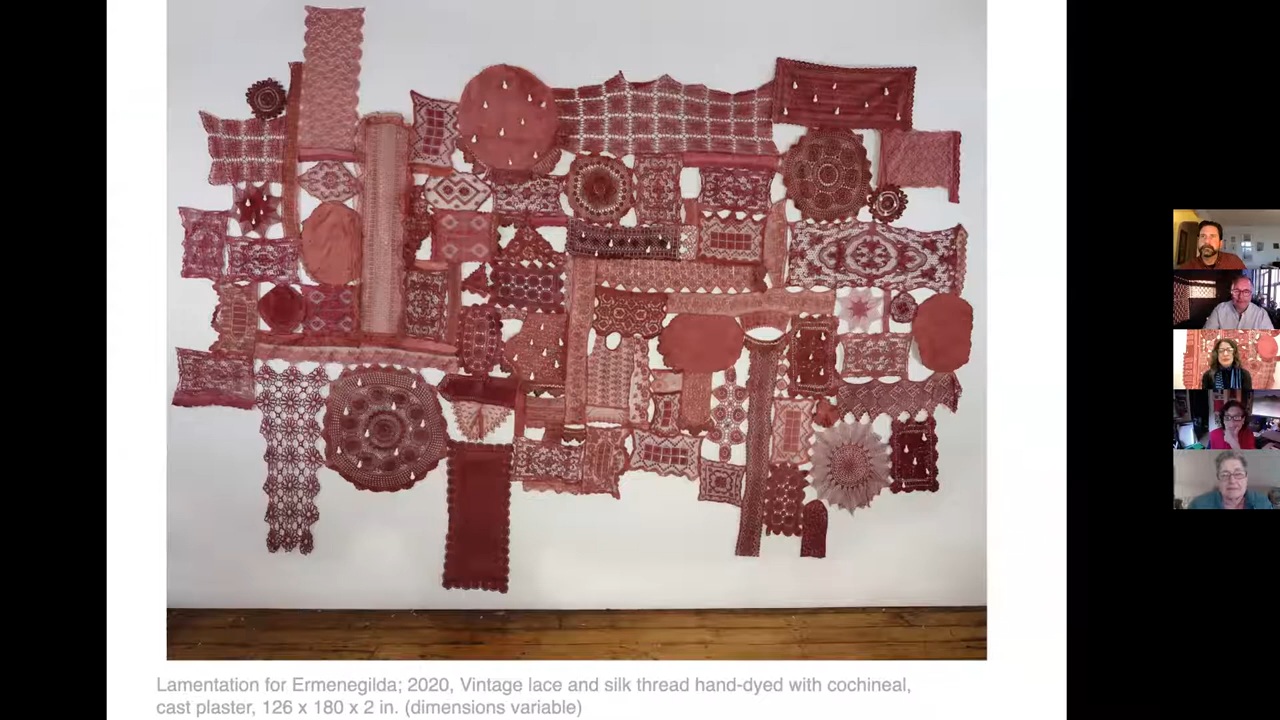 Lamentation for Ermenegilda; 2020, Vintage lace and silk thread hand-dyed with cochineal,
cast plaster, 126 x 180 x 2 in. (dimensions variable)